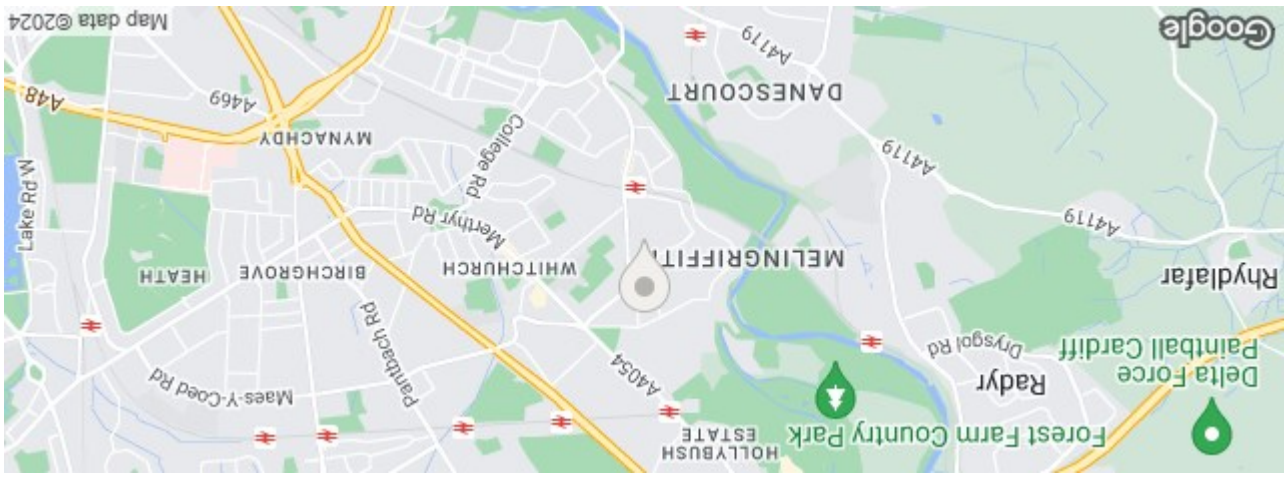 Delta Force
Paintball Cardiff
Forest Farm Country Park
HOLLYBUSH
ESTATE
Radyr
Drysgol Rd
A4054
Pantbach Rd
Maes-Y-Coed Rd
Rhydlafar
MELINGRIFFITH
WHITCHURCH
BIRCHGROVE
HEATH
A4119
Merthyr Rd
Lake Rd W
A4119
College Rd
MYNACHDY
DANESCOURT
A469
A48
A4119
Google
Map data ©2024